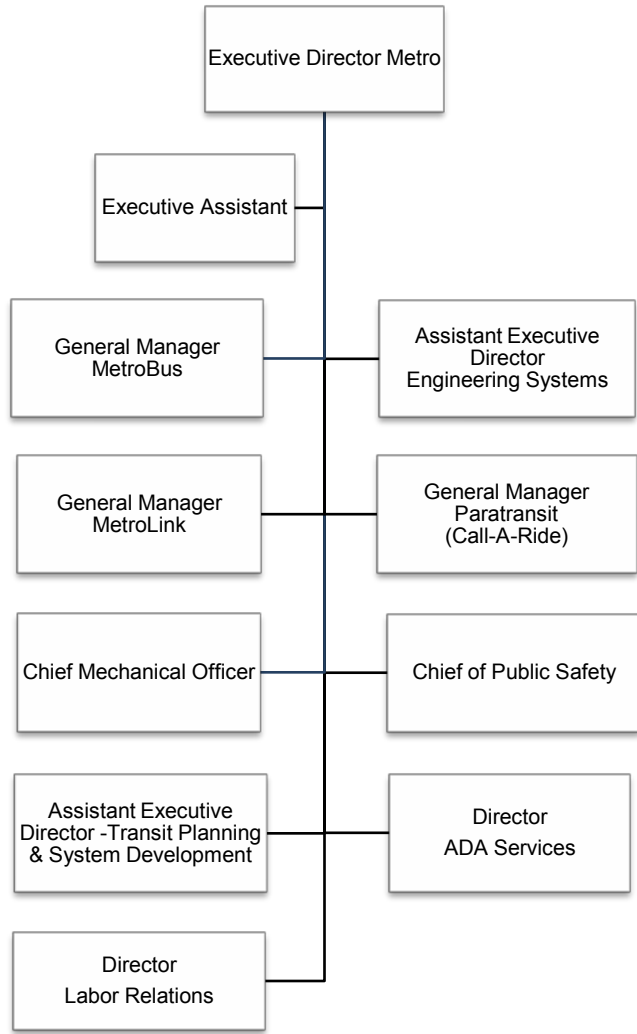 Executive Director Metro
Executive Assistant
General Manager
MetroBus
Assistant Executive
Director
Engineering Systems
General Manager
MetroLink
General Manager
Paratransit
(Call-A-Ride)
Chief Mechanical Officer
Chief of Public Safety
Assistant Executive
Director -Transit Planning
& System Development
Director
ADA Services
Director
Labor Relations